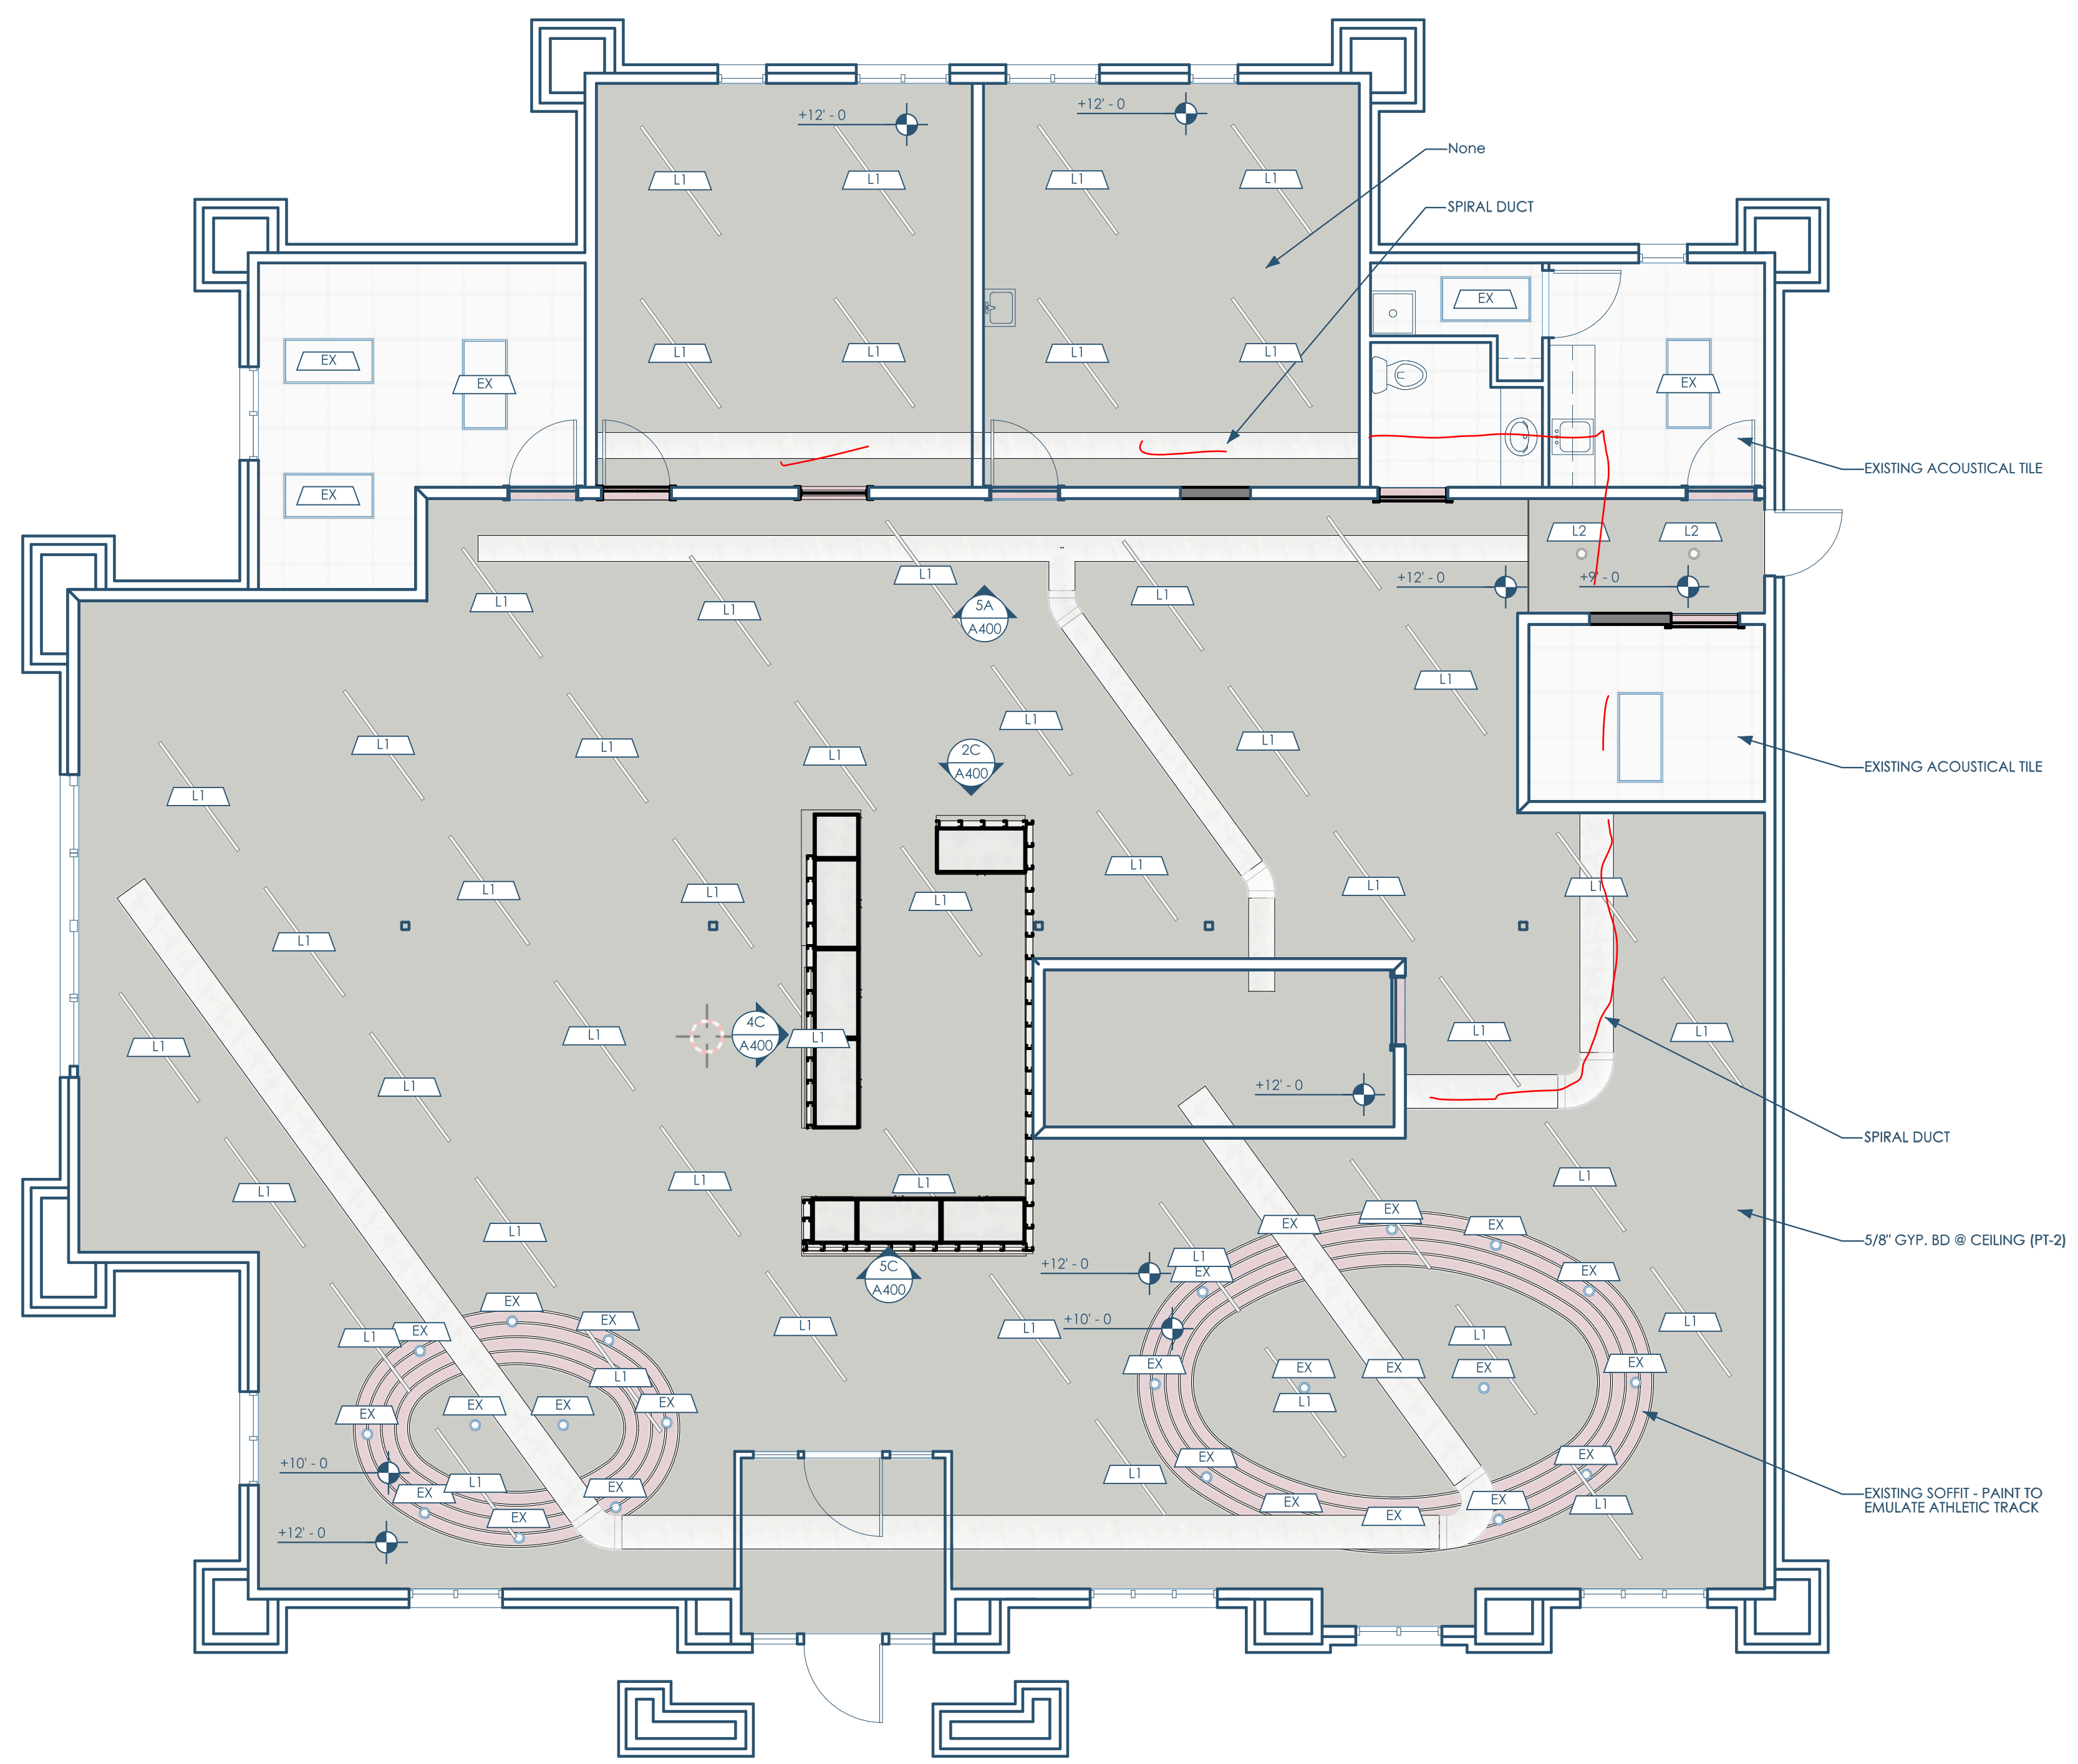 +12' - 0
+12' - 0
None
L1
L1
L1
L1
SPIRAL DUCT
EX
L1
L1
L1
L1
EX
EX
EX
EXISTING ACOUSTICAL TILE
EX
L2
L2
L1
+12' - 0
+9' - 0
L1
L1
L1
5A
A400
L1
L1
L1
L1
L1
L1
2C
A400
L1
EXISTING ACOUSTICAL TILE
L1
L1
L1
L1
L1
L1
L1
L1
4C
A400
L1
L1
L1
L1
L1
L1
+12' - 0
SPIRAL DUCT
L1
L1
L1
L1
EX
EX
EX
L1
5/8" GYP. BD @ CEILING (PT-2)
L1
5C
A400
+12' - 0
EX
EX
EX
EX
EX
L1
L1
L1
+10' - 0
L1
L1
EX
EX
EX
EX
EX
L1
EX
EX
EX
L1
EX
EX
+10' - 0
L1
L1
EX
EX
EX
EX
EX
EX
L1
EXISTING SOFFIT - PAINT TO
EMULATE ATHLETIC TRACK
EX
EX
+12' - 0